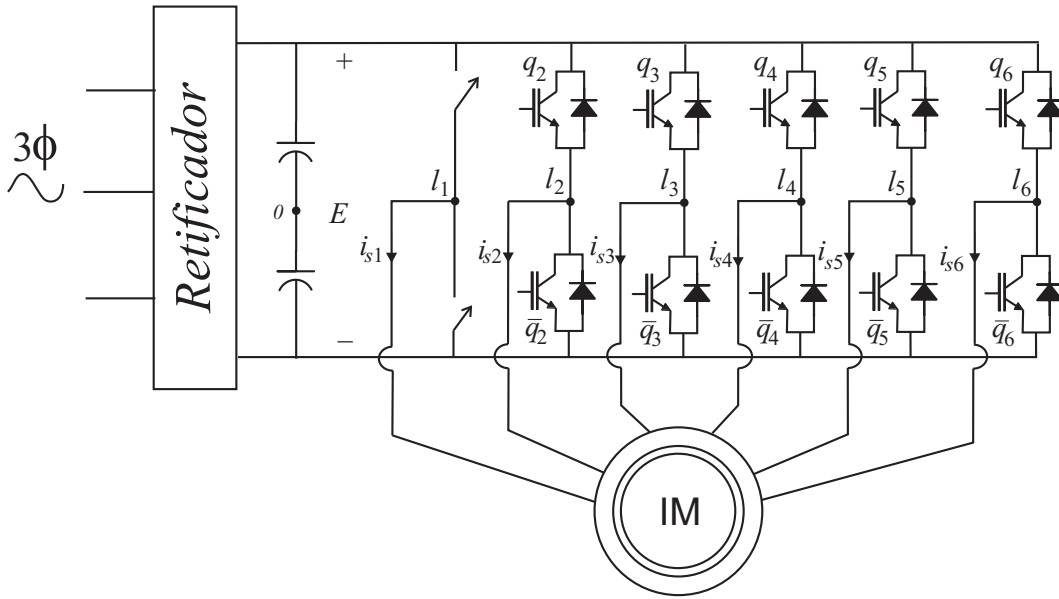 3ϕ
Retificador
+
0
E
−
l1
l2
l3
l4
l5
l6
q2
q3
q4
q5
q6
is1
is2
is3
is4
is5
is6
q̅2
q̅3
q̅4
q̅5
q̅6
IM